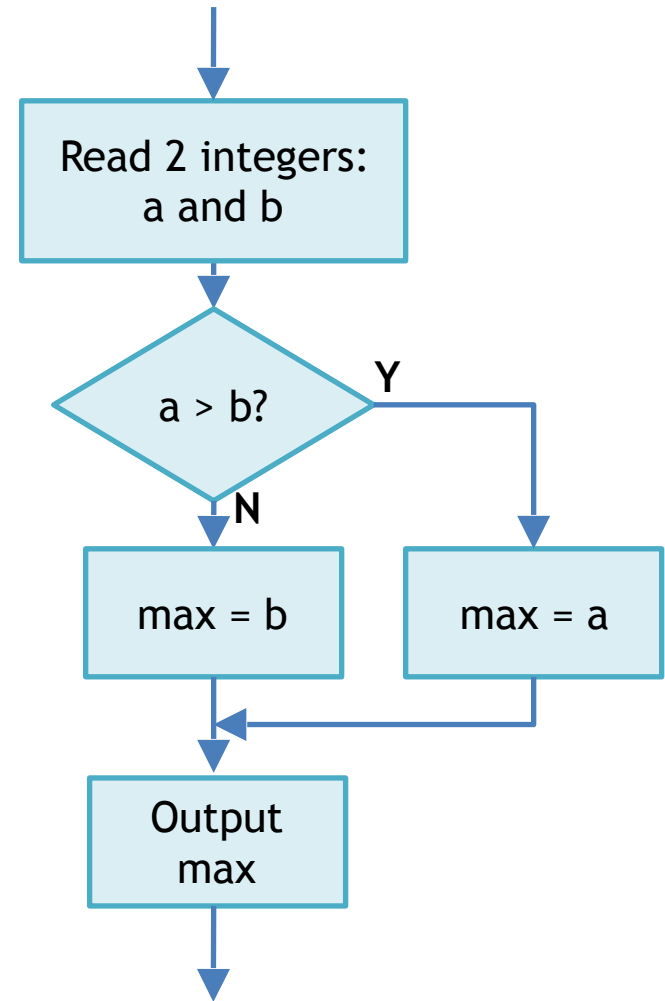 Read 2 integers:
a and b
a > b?
Y
N
max = b
max = a
Output
max